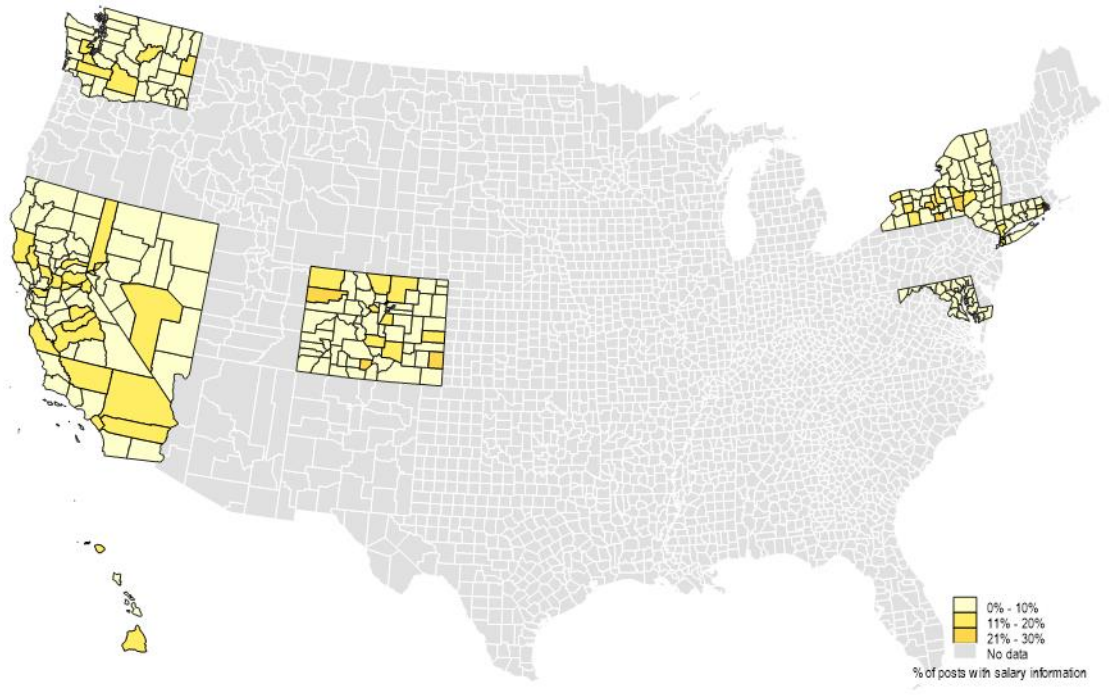 0% - 10%
11% - 20%
21% - 30%
No data
% of posts with salary information